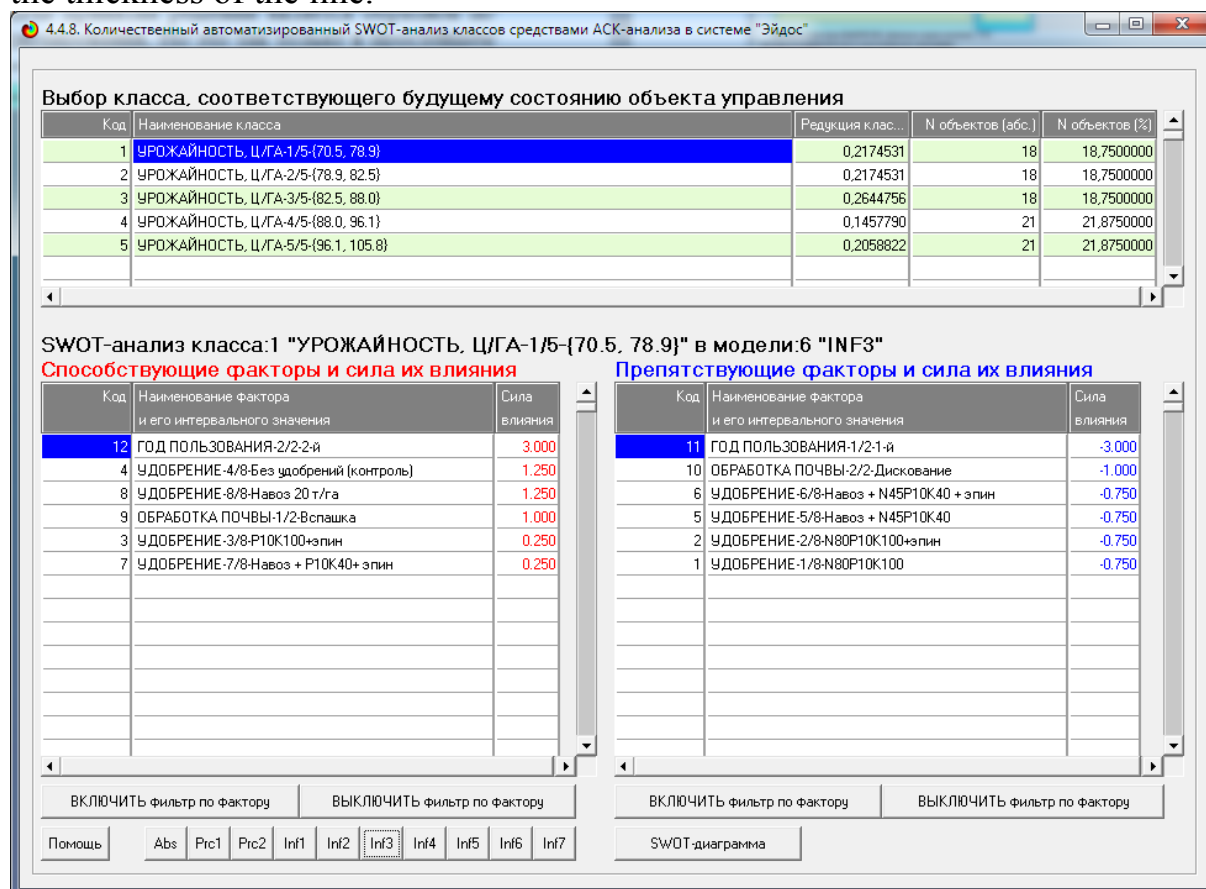 the thickness of the line.
4.4.8. Количественный автоматизированный SWOT-анализ классов средствами АСК-анализа в системе "Эйдос"
Выбор класса, соответствующего будущему состоянию объекта управления
Код Наименование класса Редукция клас... N объектов (абс.) N объектов (%)
1 УРОЖАЙНОСТЬ, Ц/ГА-1/5-{70.5, 78.9} 0,2174531 18 18,7500000
2 УРОЖАЙНОСТЬ, Ц/ГА-2/5-{78.9, 82.5} 0,2174531 18 18,7500000
3 УРОЖАЙНОСТЬ, Ц/ГА-3/5-{82.5, 88.0} 0,2644756 18 18,7500000
4 УРОЖАЙНОСТЬ, Ц/ГА-4/5-{88.0, 96.1} 0,1457790 21 21,8750000
5 УРОЖАЙНОСТЬ, Ц/ГА-5/5-{96.1, 105.8} 0,2058822 21 21,8750000
SWOT-анализ класса:1 "УРОЖАЙНОСТЬ, Ц/ГА-1/5-{70.5, 78.9}" в модели:6 "INF3"
Способствующие факторы и сила их влияния
Код Наименование фактора Сила
и его интервального значения влияния
12 ГОД ПОЛЬЗОВАНИЯ-2/2-2-й 3.000
4 УДОБРЕНИЕ-4/8-Без удобрений (контроль) 1.250
8 УДОБРЕНИЕ-8/8-Навоз 20 т/га 1.250
9 ОБРАБОТКА ПОЧВЫ-1/2-Вспашка 1.000
3 УДОБРЕНИЕ-3/8-P10K100+эпин 0.250
7 УДОБРЕНИЕ-7/8-Навоз + P10K40+ эпин 0.250
ВКЛЮЧИТЬ фильтр по фактору ВЫКЛЮЧИТЬ фильтр по фактору
Препятствующие факторы и сила их влияния
Код Наименование фактора Сила
и его интервального значения влияния
11 ГОД ПОЛЬЗОВАНИЯ-1/2-1-й -3.000
10 ОБРАБОТКА ПОЧВЫ-2/2-Дискование -1.000
6 УДОБРЕНИЕ-6/8-Навоз + N45P10K40 + эпин -0.750
5 УДОБРЕНИЕ-5/8-Навоз + N45P10K40 -0.750
2 УДОБРЕНИЕ-2/8-N80P10K100+эпин -0.750
1 УДОБРЕНИЕ-1/8-N80P10K100 -0.750
ВКЛЮЧИТЬ фильтр по фактору ВЫКЛЮЧИТЬ фильтр по фактору
Помощь Abs Prc1 Prc2 Inf1 Inf2 Inf3 Inf4 Inf5 Inf6 Inf7 SWOT-диаграмма